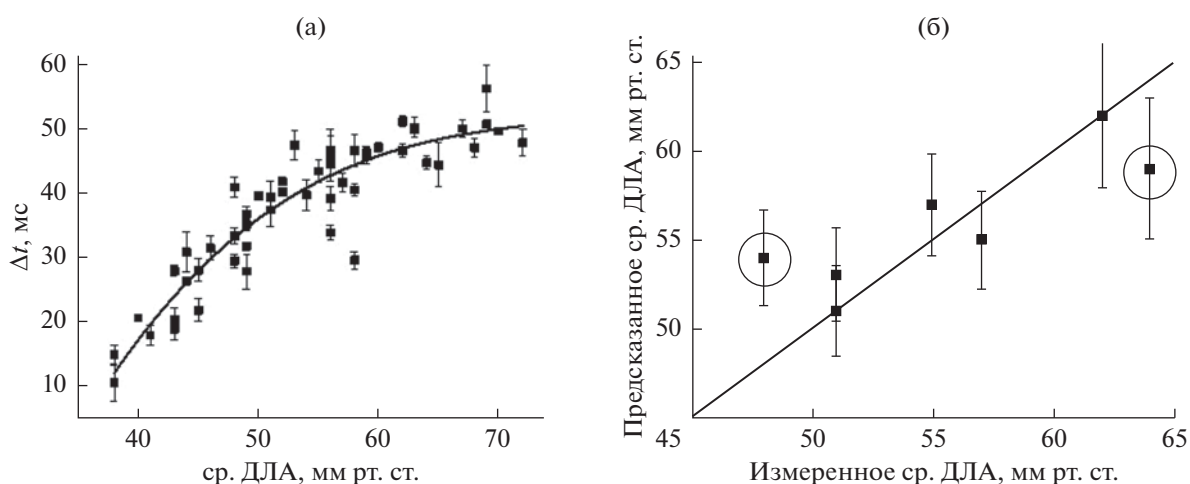 (а)
60
50
40
30
20
10
Δt, мс
40 50 60 70
ср. ДЛА, мм рт. ст.
(б)
65
60
55
50
45
Предсказанное ср. ДЛА, мм рт. ст.
45 50 55 60 65
Измеренное ср. ДЛА, мм рт. ст.